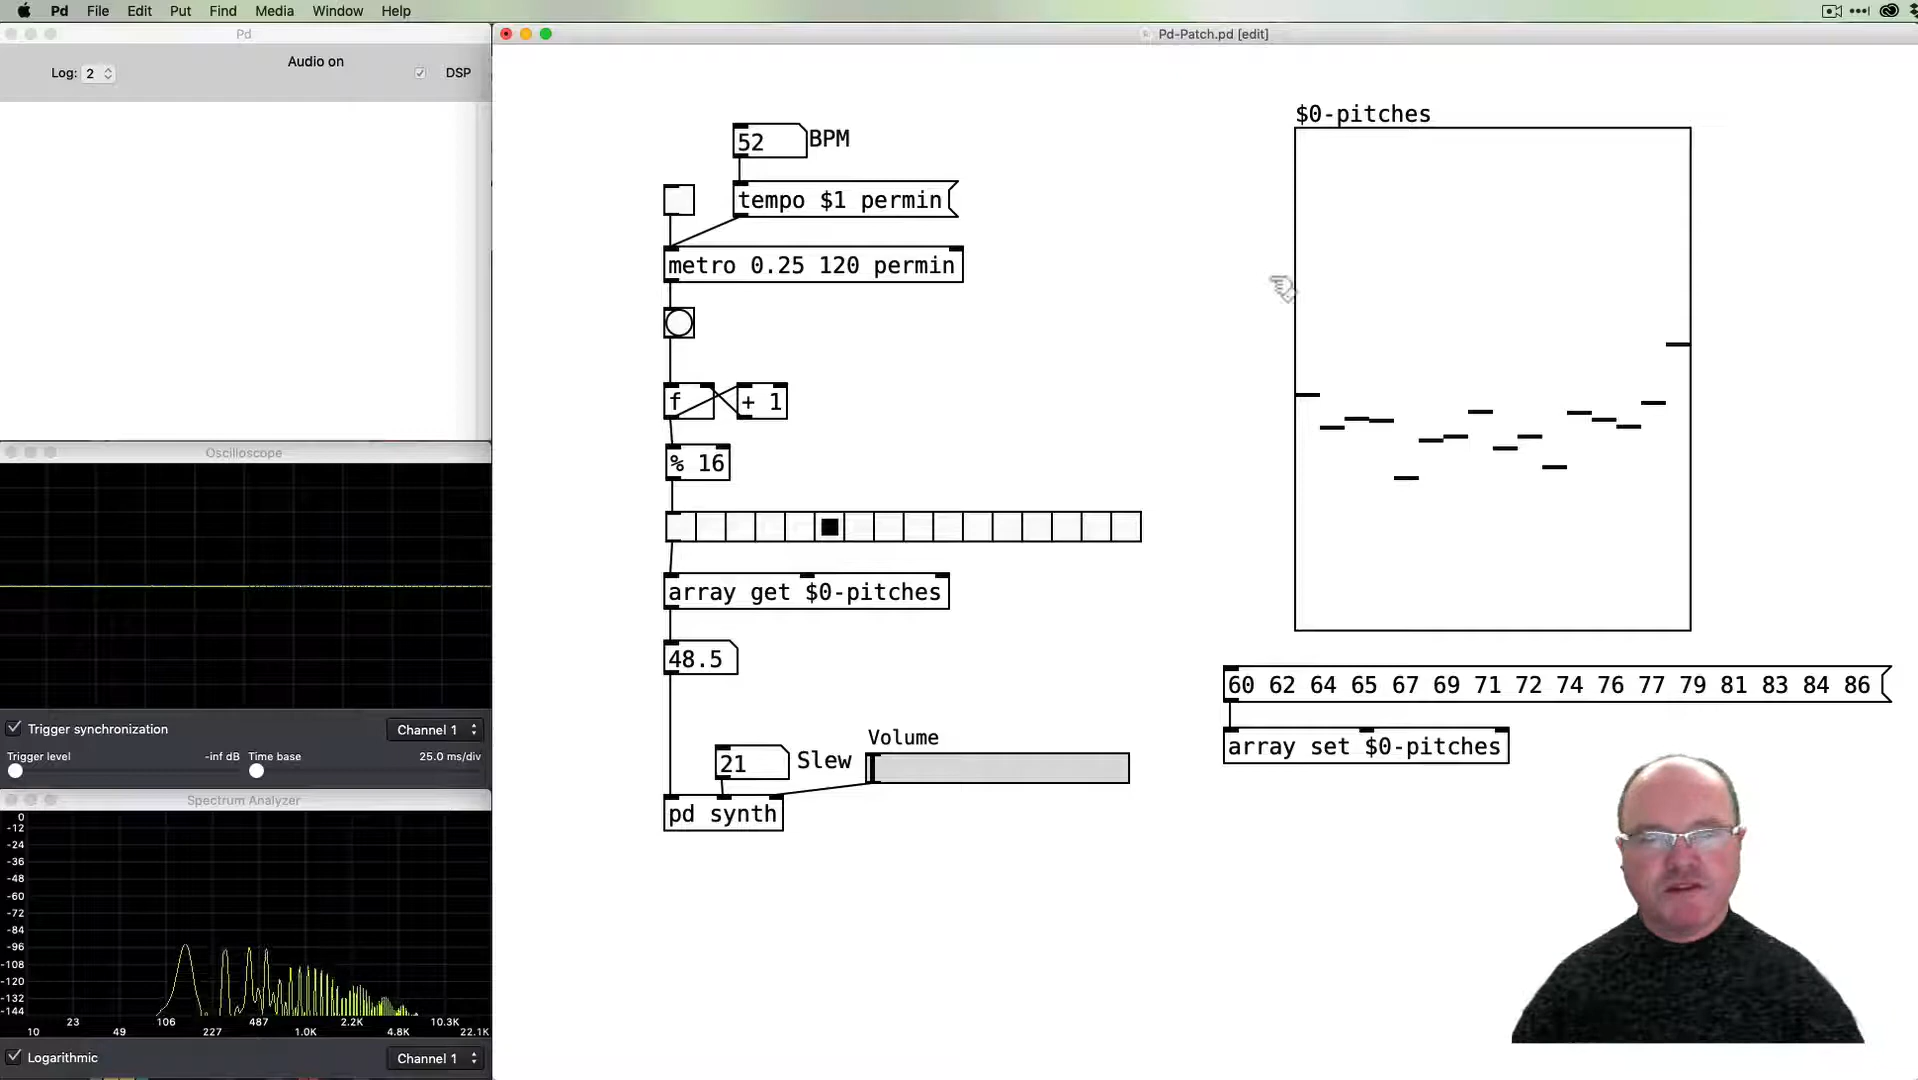 Pd File Edit Put Find Media Window Help
Pd
Audio on
Log: 2
DSP
Pd-Patch.pd [edit]
52 BPM
tempo $1 permin
metro 0.25 120 permin
f
+ 1
% 16
array get $0-pitches
48.5
Volume
21 Slew
pd synth
$0-pitches
60 62 64 65 67 69 71 72 74 76 77 79 81 83 84 86
array set $0-pitches
Oscilloscope
Trigger synchronization
Channel 1
Trigger level
-inf dB
Time base
25.0 ms/div
Spectrum Analyzer
0
-12
-24
-36
-48
-60
-72
-84
-96
-108
-120
-132
-144
23 106 487 2.2K 10.3K
10 49 227 1.0K 4.8K 22.1K
Logarithmic
Channel 1